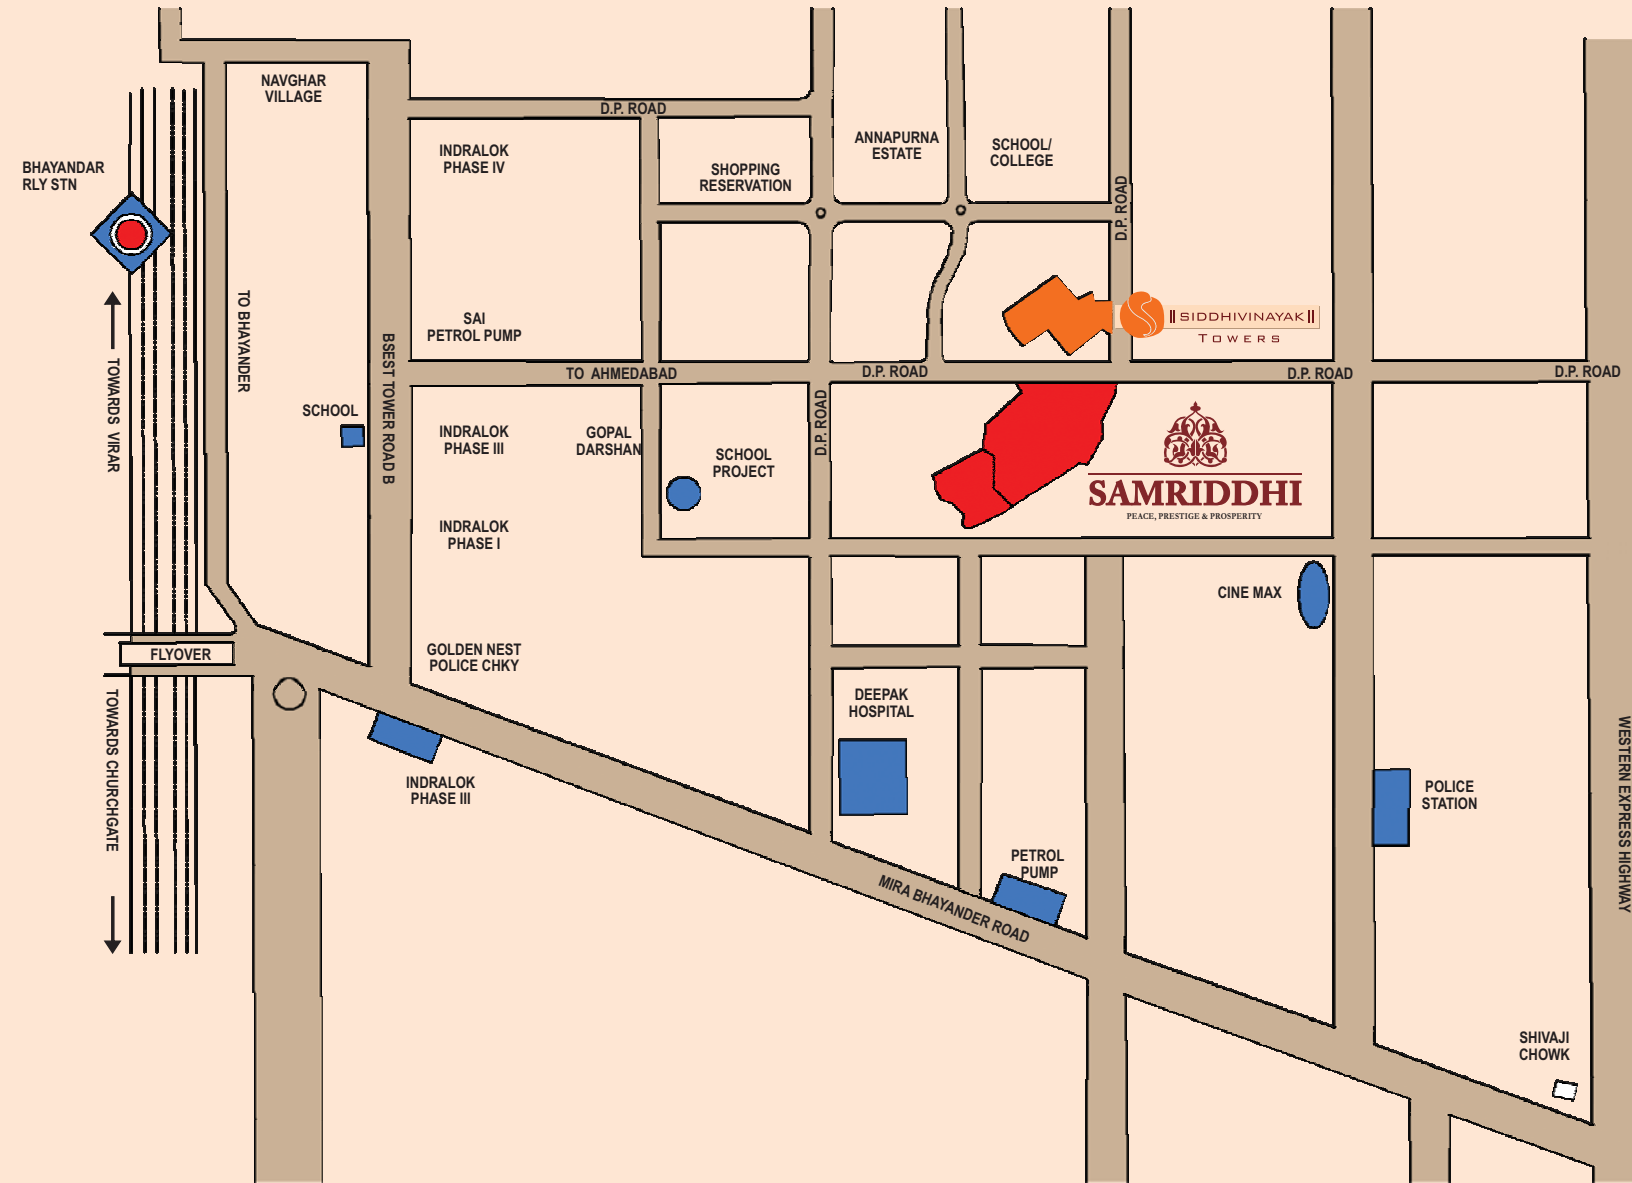 NAVGHAR
VILLAGE
D.P. ROAD
BHAYANDAR
RLY STN
INDRALOK
PHASE IV
SHOPPING
RESERVATION
ANNAPURNA
ESTATE
SCHOOL/
COLLEGE
D.P. ROAD
TO BHAYANDER
SAI
PETROL PUMP
SIDDHIVINAYAK
TOWERS
BSEST TOWER ROAD B
TOWARDS VIRAR
TO AHMEDABAD
D.P. ROAD
D.P. ROAD
D.P. ROAD
SCHOOL
D.P. ROAD
INDRALOK
PHASE III
GOPAL
DARSHAN
SCHOOL
PROJECT
SAMRIDDHI
PEACE, PRESTIGE & PROSPERITY
INDRALOK
PHASE I
CINE MAX
FLYOVER
GOLDEN NEST
POLICE CHKY
TOWARDS CHURCHGATE
DEEPAK
HOSPITAL
INDRALOK
PHASE III
POLICE
STATION
WESTERN EXPRESS HIGHWAY
PETROL
PUMP
MIRA BHAYANDER ROAD
SHIVAJI
CHOWK